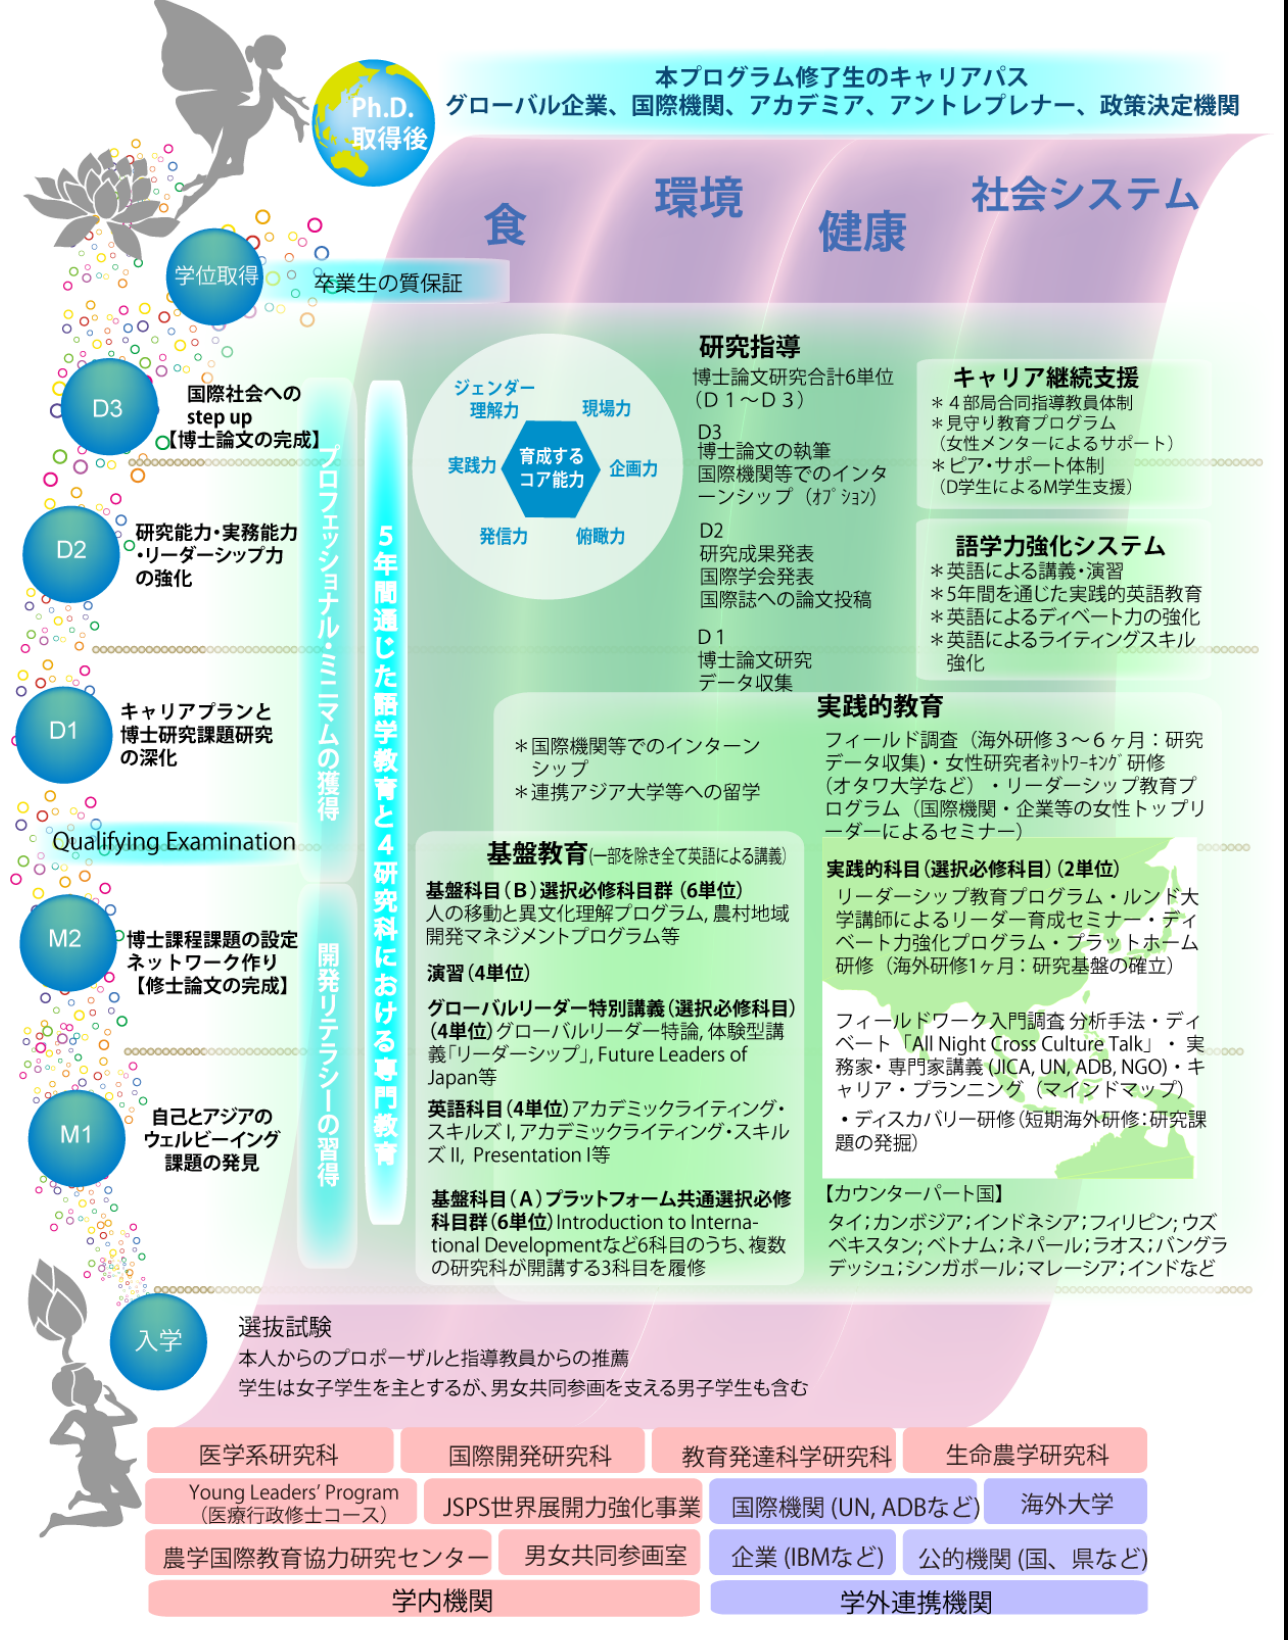 Ph.D.
取得後
本プログラム修了生のキャリアパス
グローバル企業、国際機関、アカデミア、アントレプレナー、政策決定機関
食
環境
健康
社会システム
学位取得
卒業生の質保証
D3
国際社会への
step up
【博士論文の完成】
D2
研究能力・実務能力
・リーダーシップ力
の強化
D1
キャリアプランと
博士研究課題研究
の深化
Qualifying Examination
M2
博士課程課題の設定
ネットワーク作り
【修士論文の完成】
M1
自己とアジアの
ウェルビーイング
課題の発見
入学
プロフェッショナル・ミニマムの獲得
開発リテラシーの習得
5年間通じた語学教育と4研究科における専門教育
ジェンダー
理解力
現場力
実践力
育成する
コア能力
企画力
発信力
俯瞰力
研究指導
博士論文研究合計6単位
（D１〜D３）
D3
博士論文の執筆
国際機関等でのインタ
ーンシップ（ｵﾌﾟｼｮﾝ）
D2
研究成果発表
国際学会発表
国際誌への論文投稿
D１
博士論文研究
データ収集
キャリア継続支援
＊４部局合同指導教員体制
＊見守り教育プログラム
（女性メンターによるサポート）
＊ピア・サポート体制
（D学生によるM学生支援）
語学力強化システム
＊英語による講義・演習
＊5年間を通じた実践的英語教育
＊英語によるディベート力の強化
＊英語によるライティングスキル
強化
実践的教育
＊国際機関等でのインターン
シップ
＊連携アジア大学等への留学
フィールド調査（海外研修３〜６ヶ月：研究
データ収集)・女性研究者ﾈｯﾄﾜｰｷﾝｸﾞ研修
（オタワ大学など）・リーダーシップ教育プ
ログラム（国際機関・企業等の女性トップリ
ーダーによるセミナー）
基盤教育(一部を除き全て英語による講義)
基盤科目（B）選択必修科目群（6単位）
人の移動と異文化理解プログラム, 農村地域
開発マネジメントプログラム等
演習（4単位）
グローバルリーダー特別講義（選択必修科目）
（4単位）グローバルリーダー特論, 体験型講
義「リーダーシップ」, Future Leaders of
Japan等
英語科目（4単位）アカデミックライティング・
スキルズ I, アカデミックライティング・スキル
ズ II, Presentation I等
基盤科目（A）プラットフォーム共通選択必修
科目群（6単位）Introduction to Interna-
tional Developmentなど6科目のうち、複数
の研究科が開講する3科目を履修
実践的科目（選択必修科目）(2単位)
リーダーシップ教育プログラム・ルンド大
学講師によるリーダー育成セミナー・ディ
ベート力強化プログラム・プラットホーム
研修（海外研修1ヶ月：研究基盤の確立）
フィールドワーク入門調査 分析手法・ディ
ベート「All Night Cross Culture Talk」・ 実
務家・専門家講義 (JICA, UN, ADB, NGO)・キ
ャリア・プランニング（マインドマップ）
・ディスカバリー研修（短期海外研修：研究課
題の発掘）
【カウンターパート国】
タイ；カンボジア；インドネシア；フィリピン; ウズ
ベキスタン; ベトナム；ネパール；ラオス；バングラ
デッシュ；シンガポール；マレーシア；インドなど
選抜試験
本人からのプロポーザルと指導教員からの推薦
学生は女子学生を主とするが、男女共同参画を支える男子学生も含む
医学系研究科
国際開発研究科
教育発達科学研究科
生命農学研究科
Young Leaders' Program
（医療行政修士コース）
JSPS世界展開力強化事業
国際機関 (UN, ADBなど)
海外大学
農学国際教育協力研究センター
男女共同参画室
企業 (IBMなど)
公的機関 (国、県など)
学内機関
学外連携機関